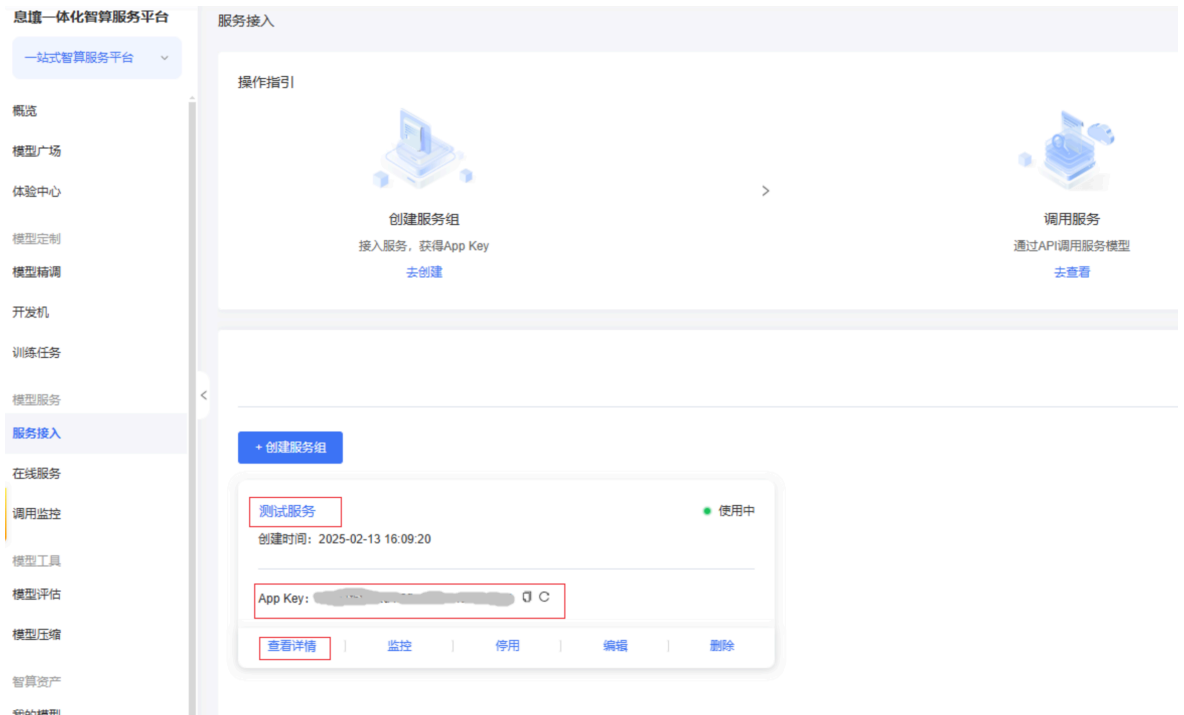 息壤一体化智算服务平台
一站式智算服务平台
概览
模型广场
体验中心
模型定制
模型精调
开发机
训练任务
模型服务
服务接入
在线服务
调用监控
模型工具
模型评估
模型压缩
智算资产
我的模型
服务接入
操作指引
创建服务组
接入服务，获得App Key
去创建
>
调用服务
通过API调用服务模型
去查看
+ 创建服务组
测试服务
使用中
创建时间：2025-02-13 16:09:20
App Key：
查看详情 监控 停用 编辑 删除